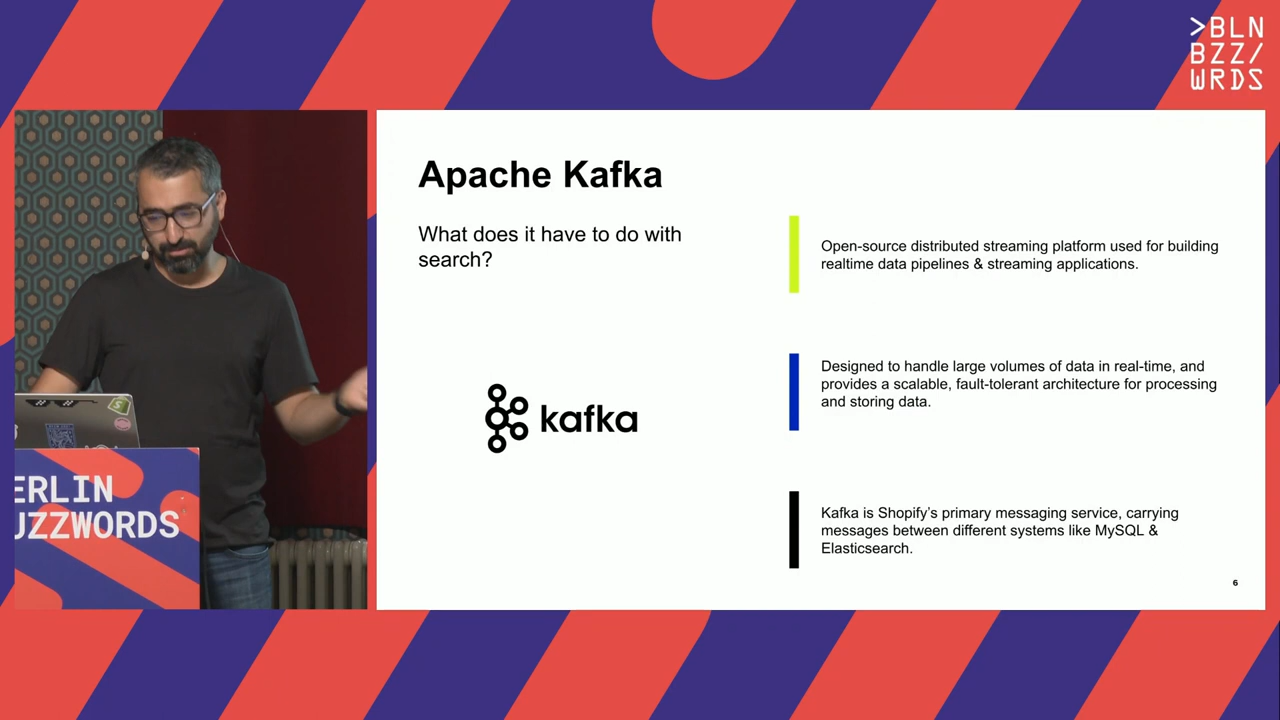 >BLN
BZZ/
WRDS
Apache Kafka
What does it have to do with
search?
kafka
Open-source distributed streaming platform used for building
realtime data pipelines & streaming applications.
Designed to handle large volumes of data in real-time, and
provides a scalable, fault-tolerant architecture for processing
and storing data.
Kafka is Shopify's primary messaging service, carrying
messages between different systems like MySQL &
Elasticsearch.
6
ERLIN
UZZWORDS